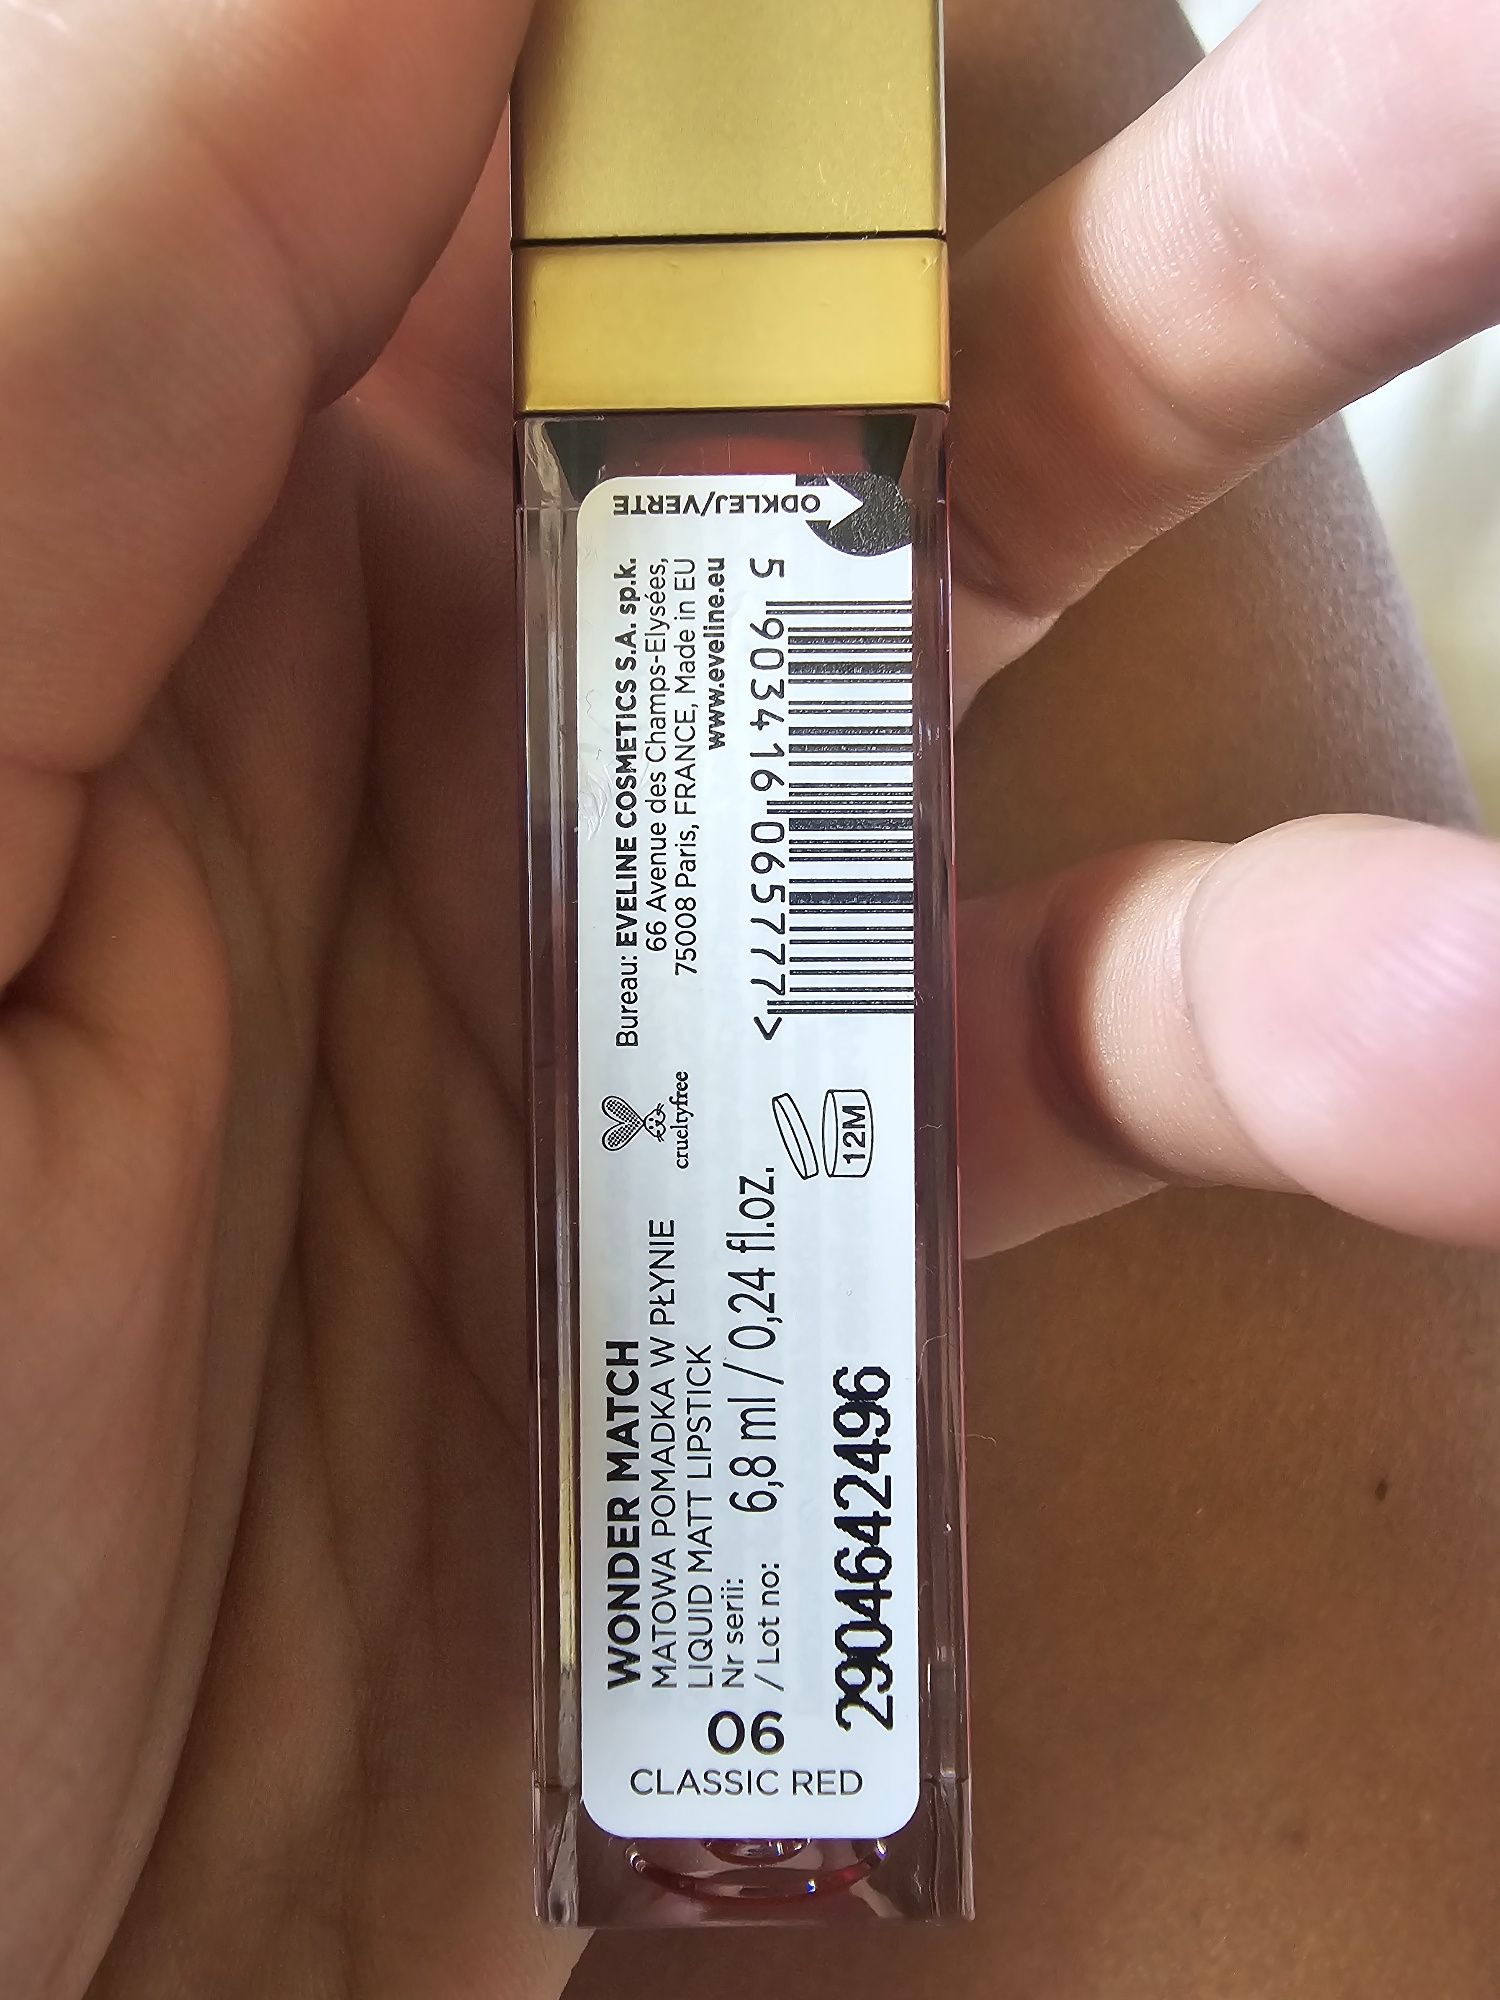 ODKLEJ/VERTE
WONDER MATCH
MATOWA POMADKA W PŁYNIE
LIQUID MATT LIPSTICK
Nr serii:
/ Lot no:
6,8 ml / 0,24 fl.oz.
2904642496
06
CLASSIC RED
crueltyfree
12M
Bureau: EVELINE COSMETICS S.A. sp.k.
66 Avenue des Champs-Elysées,
75008 Paris, FRANCE, Made in EU
www.eveline.eu
5 903416 065777 >